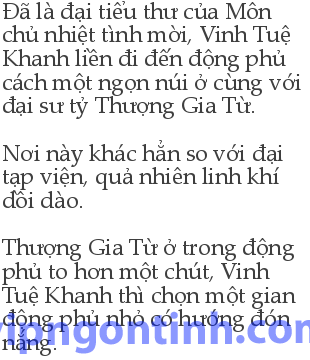 Đã là đại tiểu thư của Môn
chủ nhiệt tình mời, Vinh Tuệ
Khanh liền đi đến động phủ
cách một ngọn núi ở cùng với
đại sư tỷ Thượng Gia Từ.
Nơi này khác hẳn so với đại
tạp viện, quả nhiên linh khí
dồi dào.
Thượng Gia Từ ở trong động
phủ to hơn một chút, Vinh
Tuệ Khanh thì chọn một gian
động phủ nhỏ có hướng đón
nắng.
vipngontinh.com